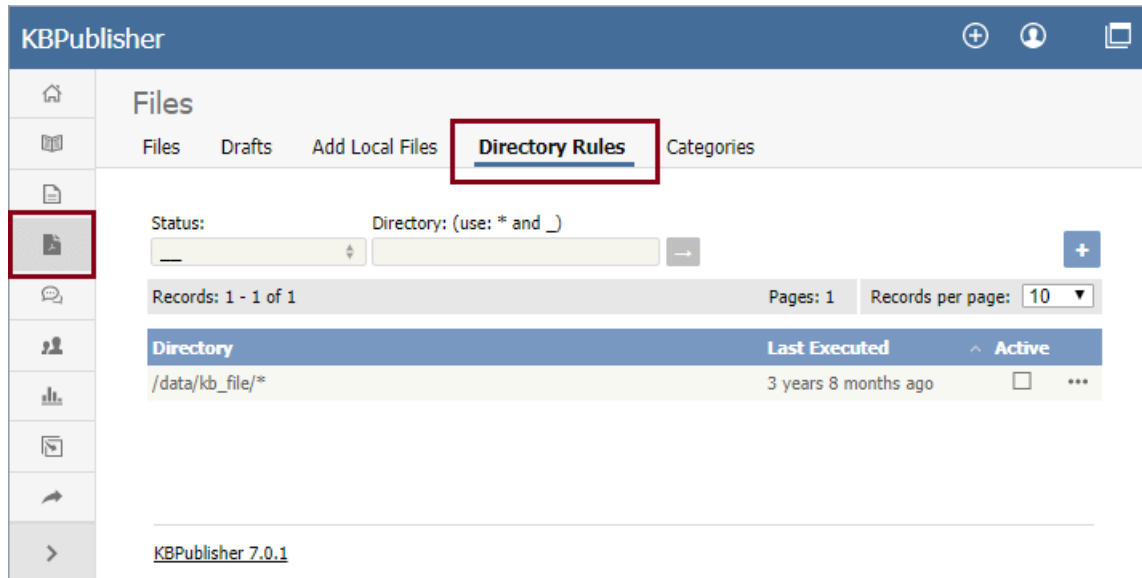 KBPublisher
Files
Files Drafts Add Local Files Directory Rules Categories
Status: Directory: (use: * and _)
__
Records: 1 - 1 of 1 Pages: 1 Records per page: 10
Directory Last Executed Active
/data/kb_file/* 3 years 8 months ago
KBPublisher 7.0.1